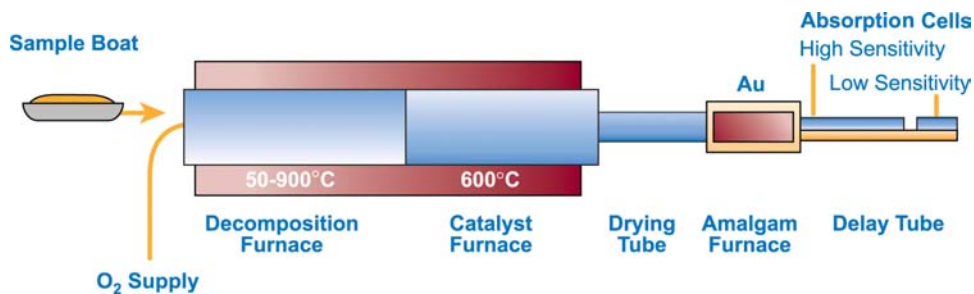 Absorption Cells
Sample Boat
High Sensitivity
Au
Low Sensitivity
50-900°C
600°C
Decomposition
Furnace
Catalyst
Furnace
Drying
Tube
Amalgam
Furnace
Delay Tube
O₂ Supply